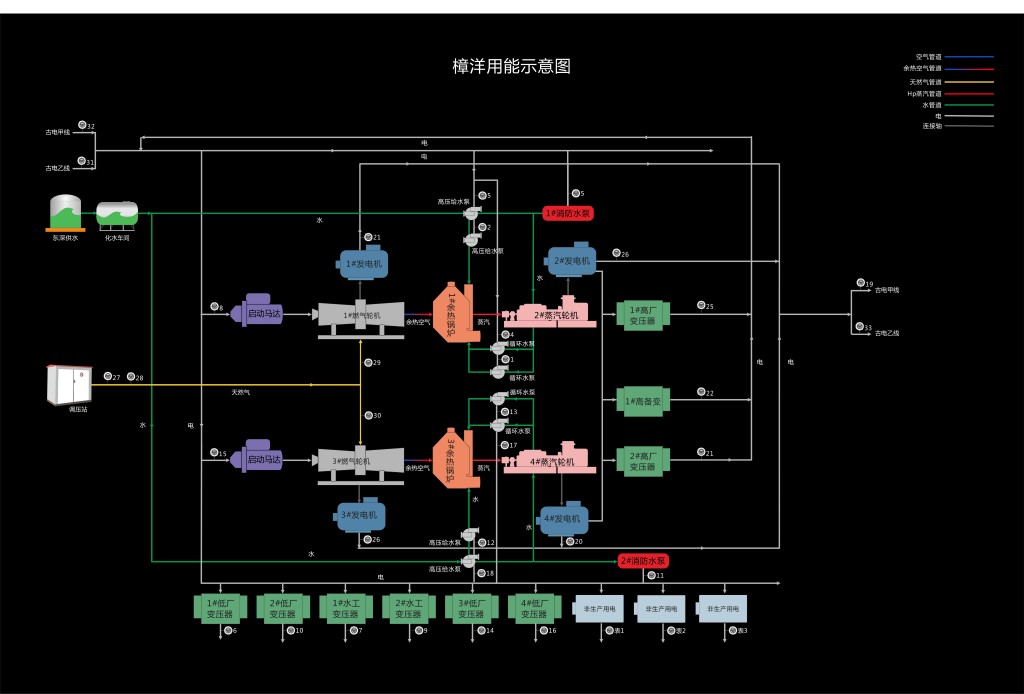 樟洋用能示意图
空气管道
余热空气管道
天然气管道
Hp蒸汽管道
水管道
电
连接轴
32
古电甲线
31
古电乙线
电
电
东深供水
化水车间
水
高压给水泵
5
2
高压给水泵
5
1#消防水泵
21
1#发电机
2#发电机
26
水
8
启动马达
1#燃气轮机
余热空气
1#余热锅炉
蒸汽
2#蒸汽轮机
1#高厂
变压器
25
19
古电甲线
33
古电乙线
4
循环水泵
1
循环水泵
29
27
28
调压站
天然气
电
电
30
循环水泵
13
循环水泵
17
1#高备变
22
水
电
15
启动马达
3#燃气轮机
余热空气
3#余热锅炉
蒸汽
4#蒸汽轮机
2#高厂
变压器
21
水
3#发电机
26
高压给水泵
12
水
4#发电机
20
水
高压给水泵
18
2#消防水泵
11
电
1#低厂
变压器
2#低厂
变压器
1#水工
变压器
2#水工
变压器
3#低厂
变压器
4#低厂
变压器
非生产用电
非生产用电
非生产用电
6
10
7
9
14
16
表1
表2
表3